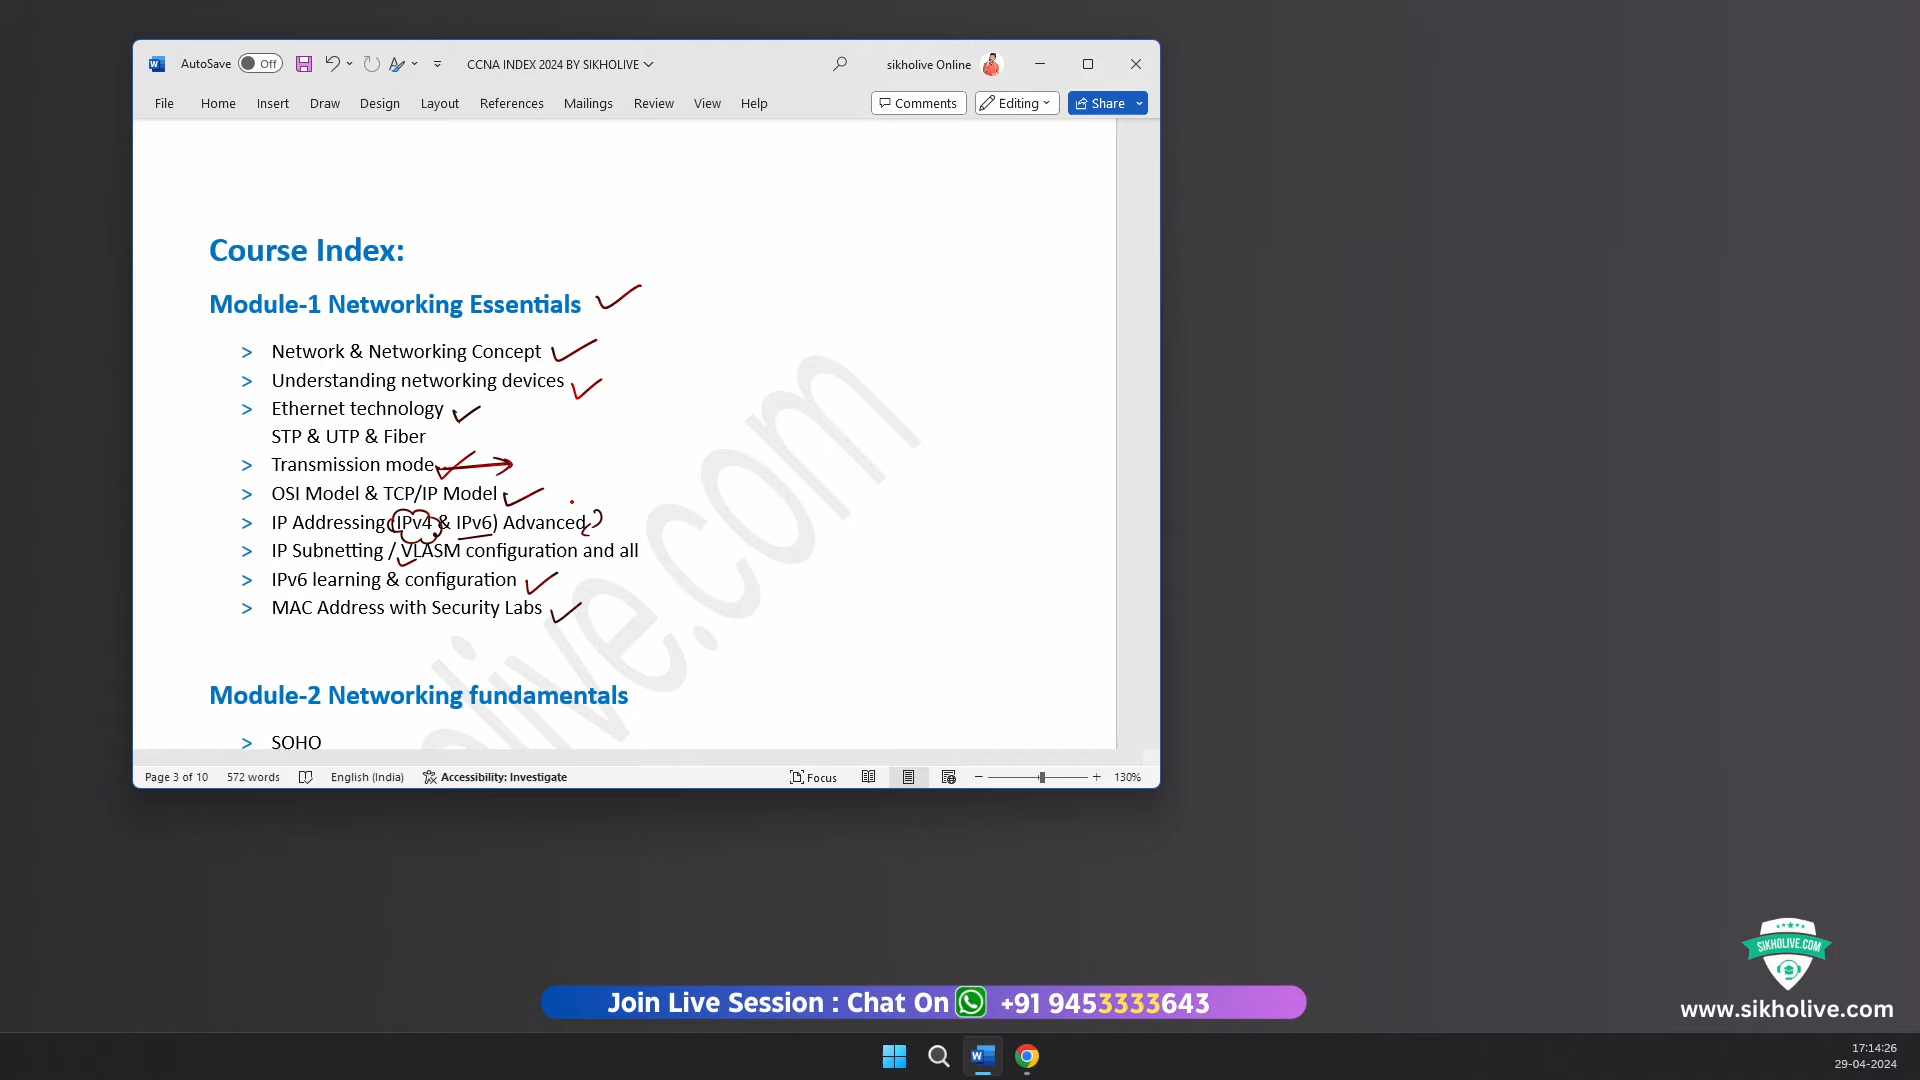 AutoSave Off CCNA INDEX 2024 BY SIKHOLIVE sikholive Online
File Home Insert Draw Design Layout References Mailings Review View Help Comments Editing Share
Course Index:
Module-1 Networking Essentials
> Network & Networking Concept
> Understanding networking devices
> Ethernet technology
STP & UTP & Fiber
> Transmission mode
> OSI Model & TCP/IP Model
> IP Addressing (IPv4 & IPv6) Advanced
> IP Subnetting / VLASM configuration and all
> IPv6 learning & configuration
> MAC Address with Security Labs
Module-2 Networking fundamentals
> SOHO
Page 3 of 10 572 words English (India) Accessibility: Investigate Focus 130%
SIKHOLIVE.COM
Join Live Session : Chat On +91 9453333643
www.sikholive.com
17:14:26
29-04-2024